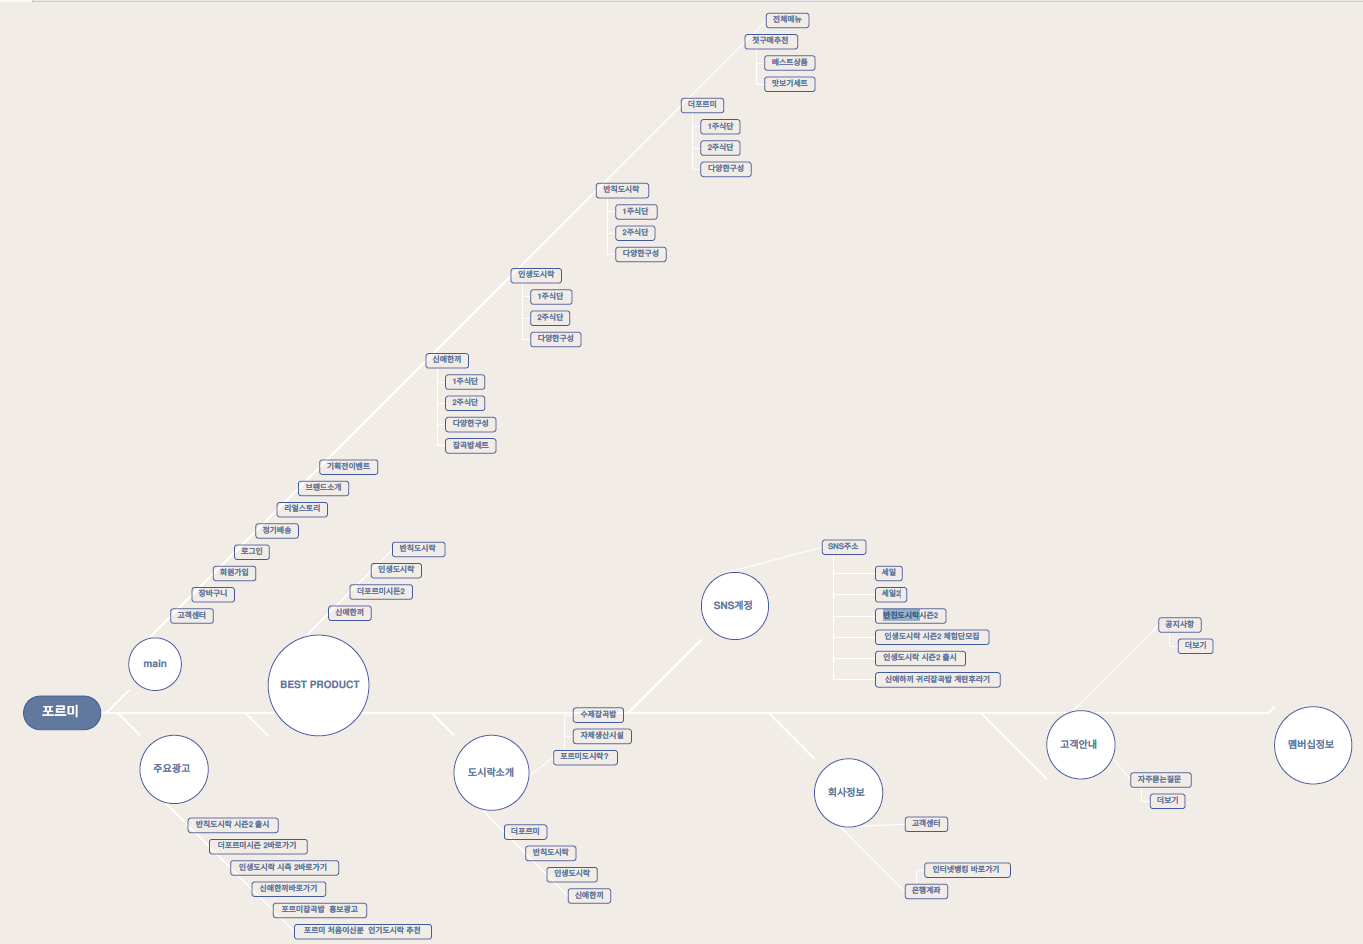 전체메뉴
첫구매추천
베스트상품
맛보기세트
더포르미
1주식단
2주식단
다양한구성
반칙도시락
1주식단
2주식단
다양한구성
인생도시락
1주식단
2주식단
다양한구성
신애한끼
1주식단
2주식단
다양한구성
잡곡밥세트
기획전이벤트
브랜드소개
리얼스토리
정기배송
로그인
회원가입
장바구니
고객센터
main
반칙도시락
인생도시락
더포르미시든2
신애한끼
BEST PRODUCT
SNS계정
SNS주소
세일
세일2
반친도시락시즌2
인생도시락 시즌2 체험단모집
인생도시락 시즌2 출시
신애하끼 귀리잡곡밥 계란후라기
공지사항
더보기
포르미
주요광고
반칙도시락 시즌2 출시
더포르미시즌 2바로가기
인생도시락 시즉 2바로가기
신애한끼바로가기
포르미잡곡밥 홍보광고
포르미 처음이신분 인기도시락 추천
수제잡곡밥
자체생산시설
포르미도시락?
도시락소개
더포르미
반칙도시락
인생도시락
신애한끼
회사정보
고객센터
인터넷뱅킹 바로가기
은행계좌
고객안내
자주묻는질문
더보기
멤버십정보